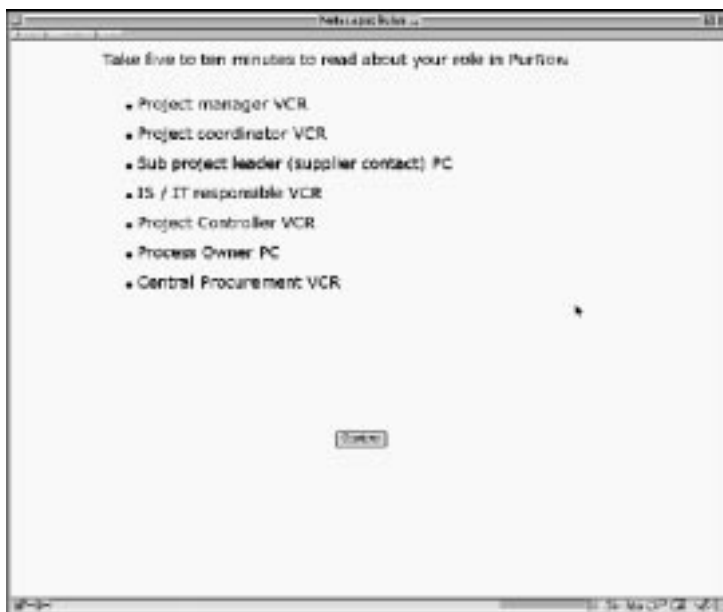 Take five to ten minutes to read about your role in PurNow
• Project manager VCR
• Project coordinator VCR
• Sub project leader (supplier contact) PC
• IS / IT responsible VCR
• Project Controller VCR
• Process Owner PC
• Central Procurement VCR